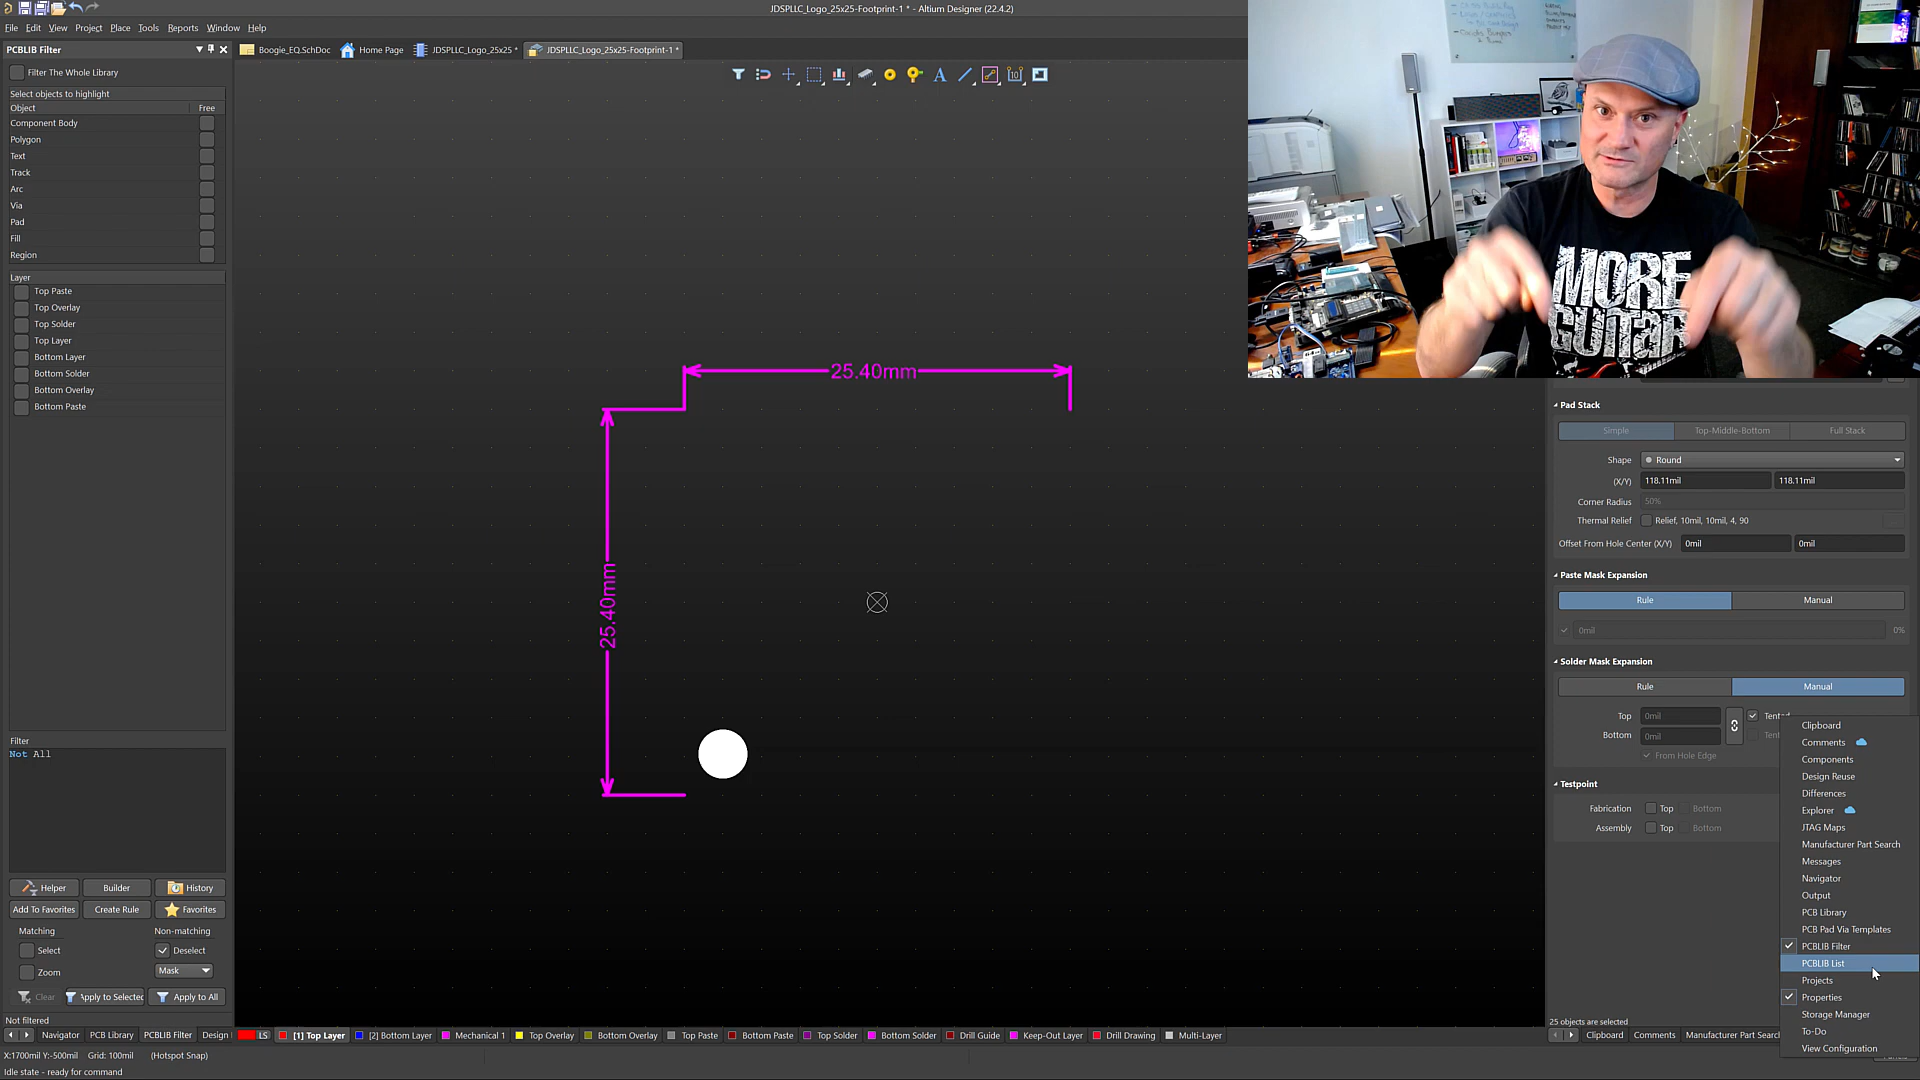 JDSPLLC_Logo_25x25-Footprint-1 * - Altium Designer (22.4.2)
File Edit View Project Place Tools Reports Window Help
PCBLIB Filter
Boogie_EQ.SchDoc Home Page JDSPLLC_Logo_25x25 * JDSPLLC_Logo_25x25-Footprint-1 *
Filter The Whole Library
Select objects to highlight
Object Free
Component Body
Polygon
Text
Track
Arc
Via
Pad
Fill
Region
Layer
Top Paste
Top Overlay
Top Solder
Top Layer
Bottom Layer
Bottom Solder
Bottom Overlay
Bottom Paste
Filter
Not All
Helper Builder History
Add To Favorites Create Rule Favorites
Matching Non-matching
Select Deselect
Zoom Mask
Clear Apply to Selected Apply to All
Not filtered
Navigator PCB Library PCBLIB Filter Design
X:1700mil Y:-500mil Grid: 100mil (Hotspot Snap)
Idle state - ready for command
25.40mm
25.40mm
LS [1] Top Layer [2] Bottom Layer Mechanical 1 Top Overlay Bottom Overlay Top Paste Bottom Paste Top Solder Bottom Solder Drill Guide Keep-Out Layer Drill Drawing Multi-Layer
MORE
GUITAR
Pad Stack
Simple Top-Middle-Bottom Full Stack
Shape Round
(X/Y) 118.11mil 118.11mil
Corner Radius 50%
Thermal Relief Relief, 10mil, 10mil, 4, 90
Offset From Hole Center (X/Y) 0mil 0mil
Paste Mask Expansion
Rule Manual
0mil 0%
Solder Mask Expansion
Rule Manual
Top 0mil Tented
Bottom 0mil
From Hole Edge
Testpoint
Fabrication Top Bottom
Assembly Top Bottom
25 objects are selected
Clipboard Comments Manufacturer Part Search
Clipboard
Comments
Components
Design Reuse
Differences
Explorer
JTAG Maps
Manufacturer Part Search
Messages
Navigator
Output
PCB Library
PCB Pad Via Templates
PCBLIB Filter
PCBLIB List
Projects
Properties
Storage Manager
To-Do
View Configuration